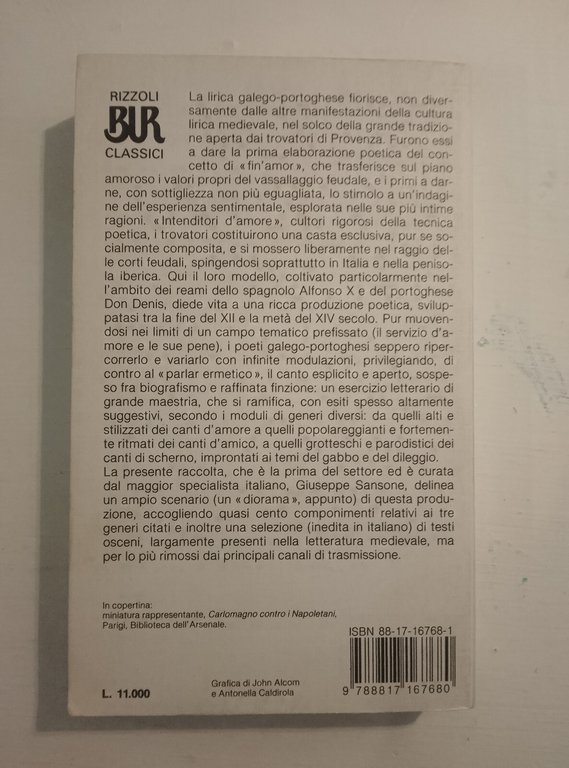 RIZZOLI
BUR
CLASSICI
La lirica galego-portoghese fiorisce, non diver-
samente dalle altre manifestazioni della cultura
lirica medievale, nel solco della grande tradizio-
ne aperta dai trovatori di Provenza. Furono essi
a dare la prima elaborazione poetica del con-
cetto di «fin'amor», che trasferisce sul piano
amoroso i valori propri del vassallaggio feudale, e i primi a dar-
ne, con sottigliezza non più eguagliata, lo stimolo a un'indagi-
ne dell'esperienza sentimentale, esplorata nelle sue più intime
ragioni. «Intenditori d'amore», cultori rigorosi della tecnica
poetica, i trovatori costituirono una casta esclusiva, pur se so-
cialmente composita, e si mossero liberamente nel raggio del-
le corti feudali, spingendosi soprattutto in Italia e nella peniso-
la iberica. Qui il loro modello, coltivato particolarmente nel-
l'ambito dei reami dello spagnolo Alfonso X e del portoghese
Don Denis, diede vita a una ricca produzione poetica, svilup-
patasi tra la fine del XII e la metà del XIV secolo. Pur muoven-
dosi nei limiti di un campo tematico prefissato (il servizio d'a-
more e le sue pene), i poeti galego-portoghesi seppero riper-
correrlo e variarlo con infinite modulazioni, privilegiando, di
contro al «parlar ermetico», il canto esplicito e aperto, sospe-
so fra biografismo e raffinata finzione: un esercizio letterario di
grande maestria, che si ramifica, con esiti spesso altamente
suggestivi, secondo i moduli di generi diversi: da quelli alti e
stilizzati dei canti d'amore a quelli popolareggianti e fortemen-
te ritmati dei canti d'amico, a quelli grotteschi e parodistici dei
canti di scherno, improntati ai temi del gabbo e del dileggio.
La presente raccolta, che è la prima del settore ed è curata
dal maggior specialista italiano, Giuseppe Sansone, delinea
un ampio scenario (un «diorama», appunto) di questa produ-
zione, accogliendo quasi cento componimenti relativi ai tre
generi citati e inoltre una selezione (inedita in italiano) di testi
osceni, largamente presenti nella letteratura medievale, ma
per lo più rimossi dai principali canali di trasmissione.
In copertina:
miniatura rappresentante, Carlomagno contro i Napoletani,
Parigi, Biblioteca dell'Arsenale.
ISBN 88-17-16768-1
L. 11.000
Grafica di John Alcorn
e Antonella Caldirola
9 788817 167680